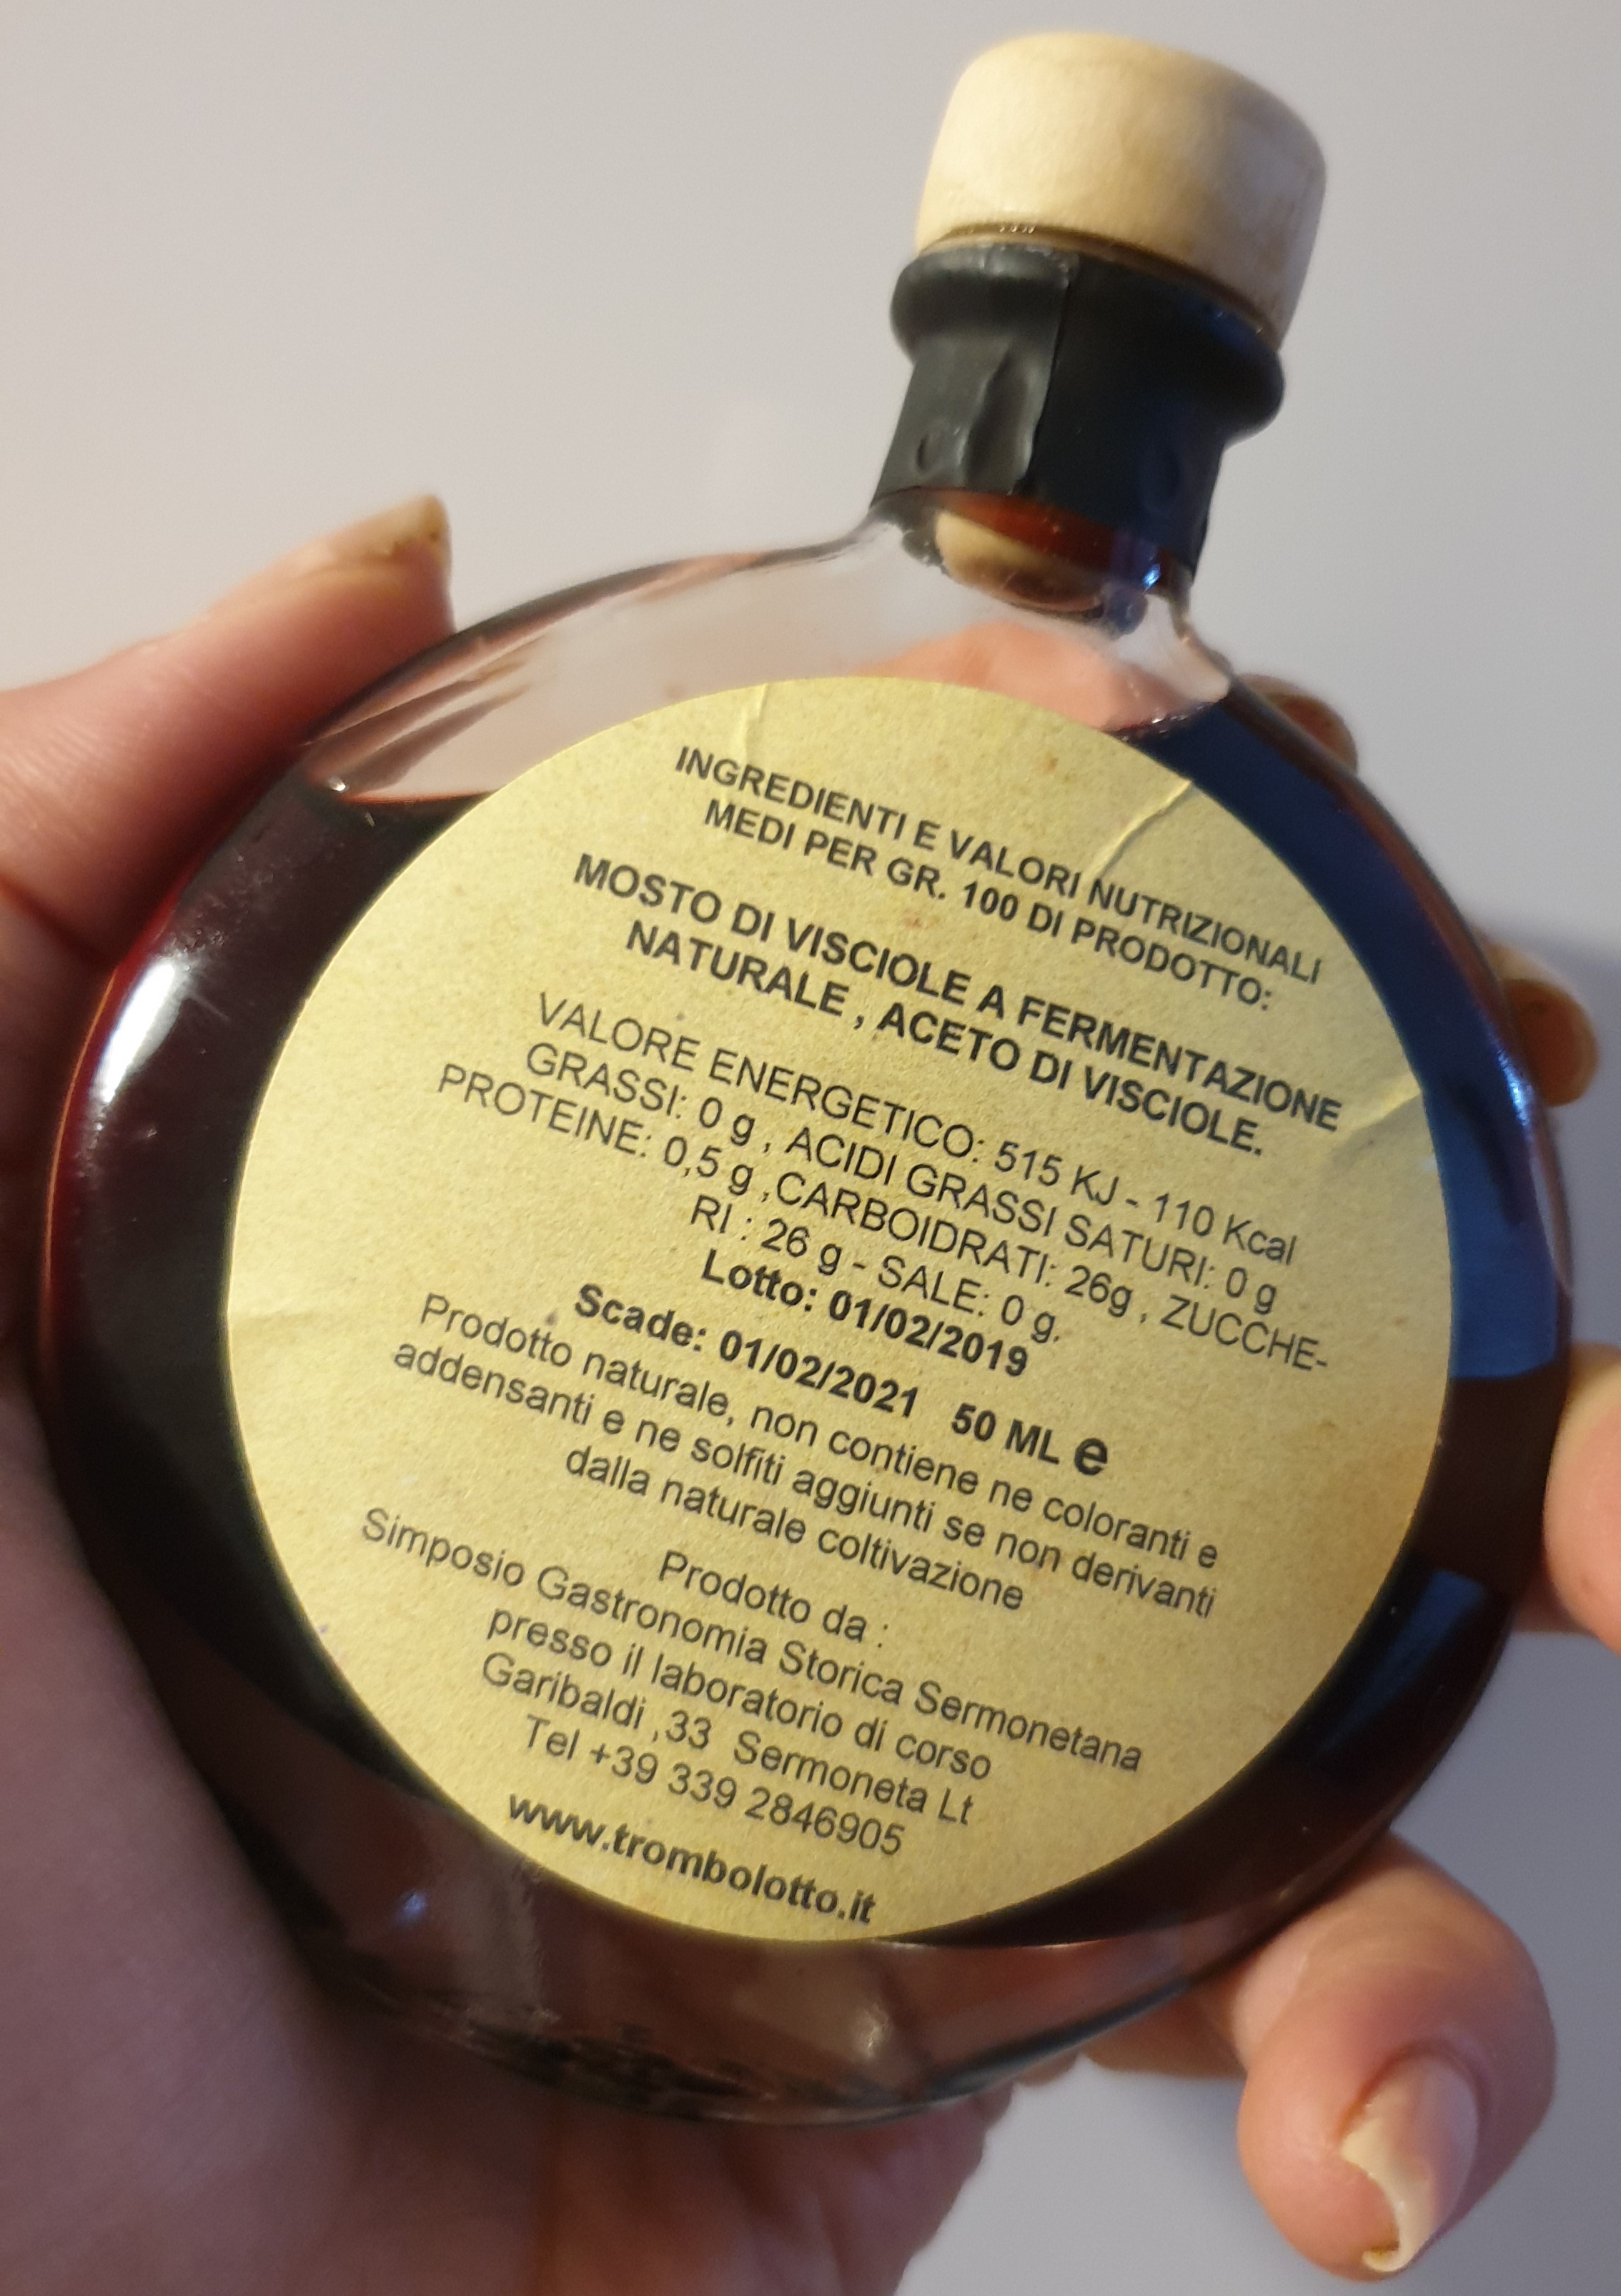 INGREDIENTI E VALORI NUTRIZIONALI
MEDI PER GR. 100 DI PRODOTTO:
MOSTO DI VISCIOLE A FERMENTAZIONE
NATURALE , ACETO DI VISCIOLE.
VALORE ENERGETICO: 515 KJ - 110 Kcal
GRASSI: 0 g , ACIDI GRASSI SATURI: 0 g
PROTEINE: 0,5 g ,CARBOIDRATI: 26g , ZUCCHE-
RI : 26 g - SALE: 0 g.
Lotto: 01/02/2019
Scade: 01/02/2021 50 ML e
Prodotto naturale, non contiene ne coloranti e
addensanti e ne solfiti aggiunti se non derivanti
dalla naturale coltivazione
Prodotto da :
Simposio Gastronomia Storica Sermonetana
presso il laboratorio di corso
Garibaldi ,33 Sermoneta Lt
Tel +39 339 2846905
www.trombolotto.it